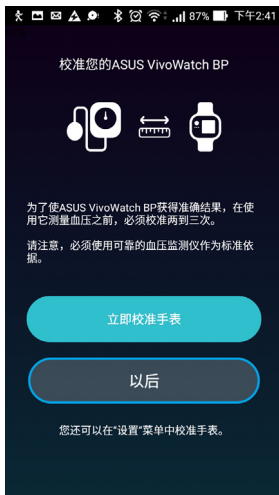 87% 下午2:41
校准您的ASUS VivoWatch BP
为了使ASUS VivoWatch BP获得准确结果，在使
用它测量血压之前，必须校准两到三次。
请注意，必须使用可靠的血压监测仪作为标准依
据。
立即校准手表
以后
您还可以在“设置”菜单中校准手表。